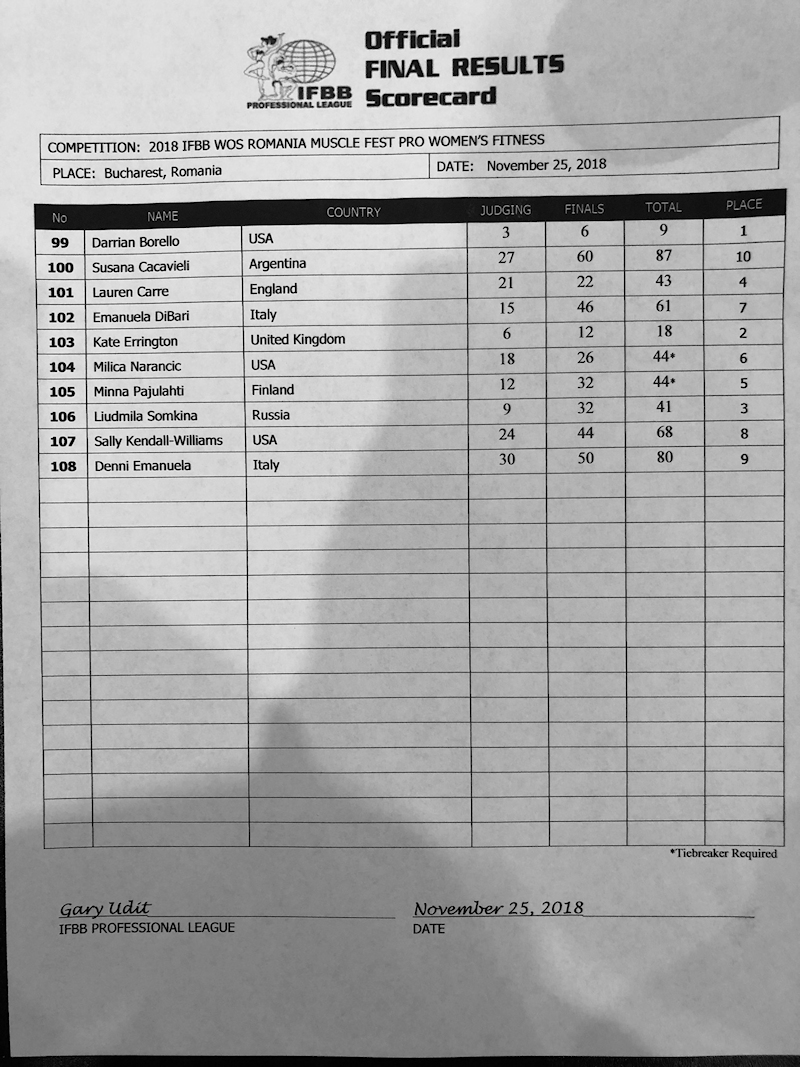 Official
FINAL RESULTS
Scorecard
IFBB
PROFESSIONAL LEAGUE
COMPETITION: 2018 IFBB WOS ROMANIA MUSCLE FEST PRO WOMEN'S FITNESS
PLACE: Bucharest, Romania DATE: November 25, 2018
No NAME COUNTRY JUDGING FINALS TOTAL PLACE
99 Darrian Borello USA 3 6 9 1
100 Susana Cacavieli Argentina 27 60 87 10
101 Lauren Carre England 21 22 43 4
102 Emanuela DiBari Italy 15 46 61 7
103 Kate Errington United Kingdom 6 12 18 2
104 Milica Narancic USA 18 26 44* 6
105 Minna Pajulahti Finland 12 32 44* 5
106 Liudmila Somkina Russia 9 32 41 3
107 Sally Kendall-Williams USA 24 44 68 8
108 Denni Emanuela Italy 30 50 80 9
*Tiebreaker Required
Gary Udit November 25, 2018
IFBB PROFESSIONAL LEAGUE DATE